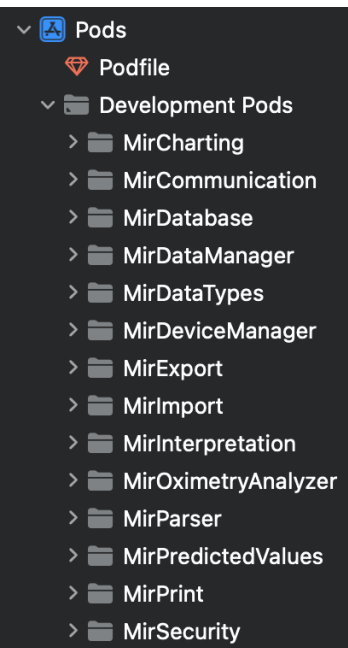 Pods
Podfile
Development Pods
MirCharting
MirCommunication
MirDatabase
MirDataManager
MirDataTypes
MirDeviceManager
MirExport
MirImport
MirInterpretation
MirOximetryAnalyzer
MirParser
MirPredictedValues
MirPrint
MirSecurity